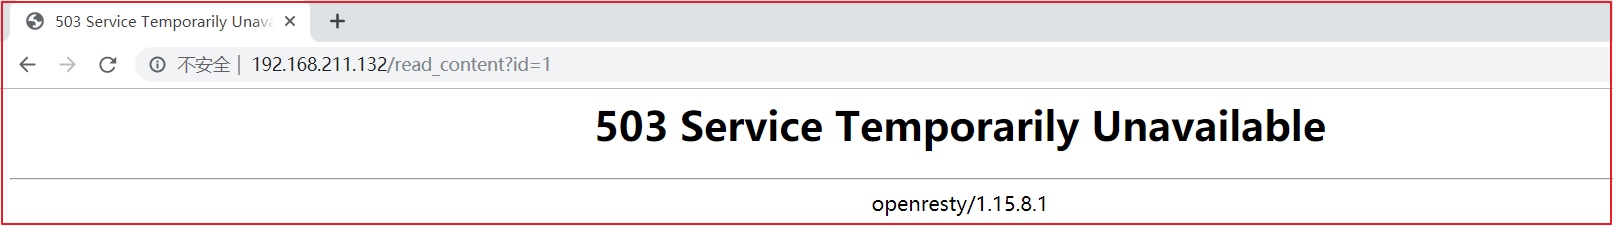 503 Service Temporarily Unava
不安全 | 192.168.211.132/read_content?id=1
503 Service Temporarily Unavailable
openresty/1.15.8.1